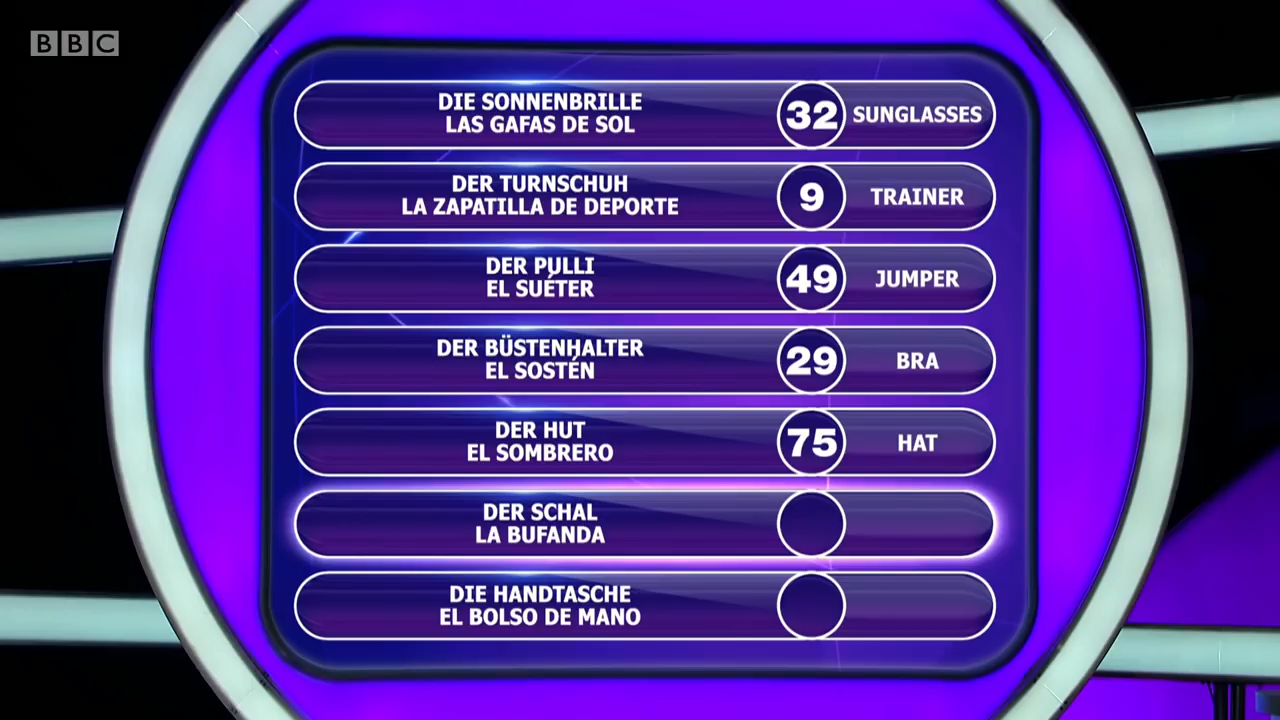 BBC
DIE SONNENBRILLE
LAS GAFAS DE SOL
32 SUNGLASSES
DER TURNSCHUH
LA ZAPATILLA DE DEPORTE
9 TRAINER
DER PULLI
EL SUÉTER
49 JUMPER
DER BÜSTENHALTER
EL SOSTÉN
29 BRA
DER HUT
EL SOMBRERO
75 HAT
DER SCHAL
LA BUFANDA
DIE HANDTASCHE
EL BOLSO DE MANO